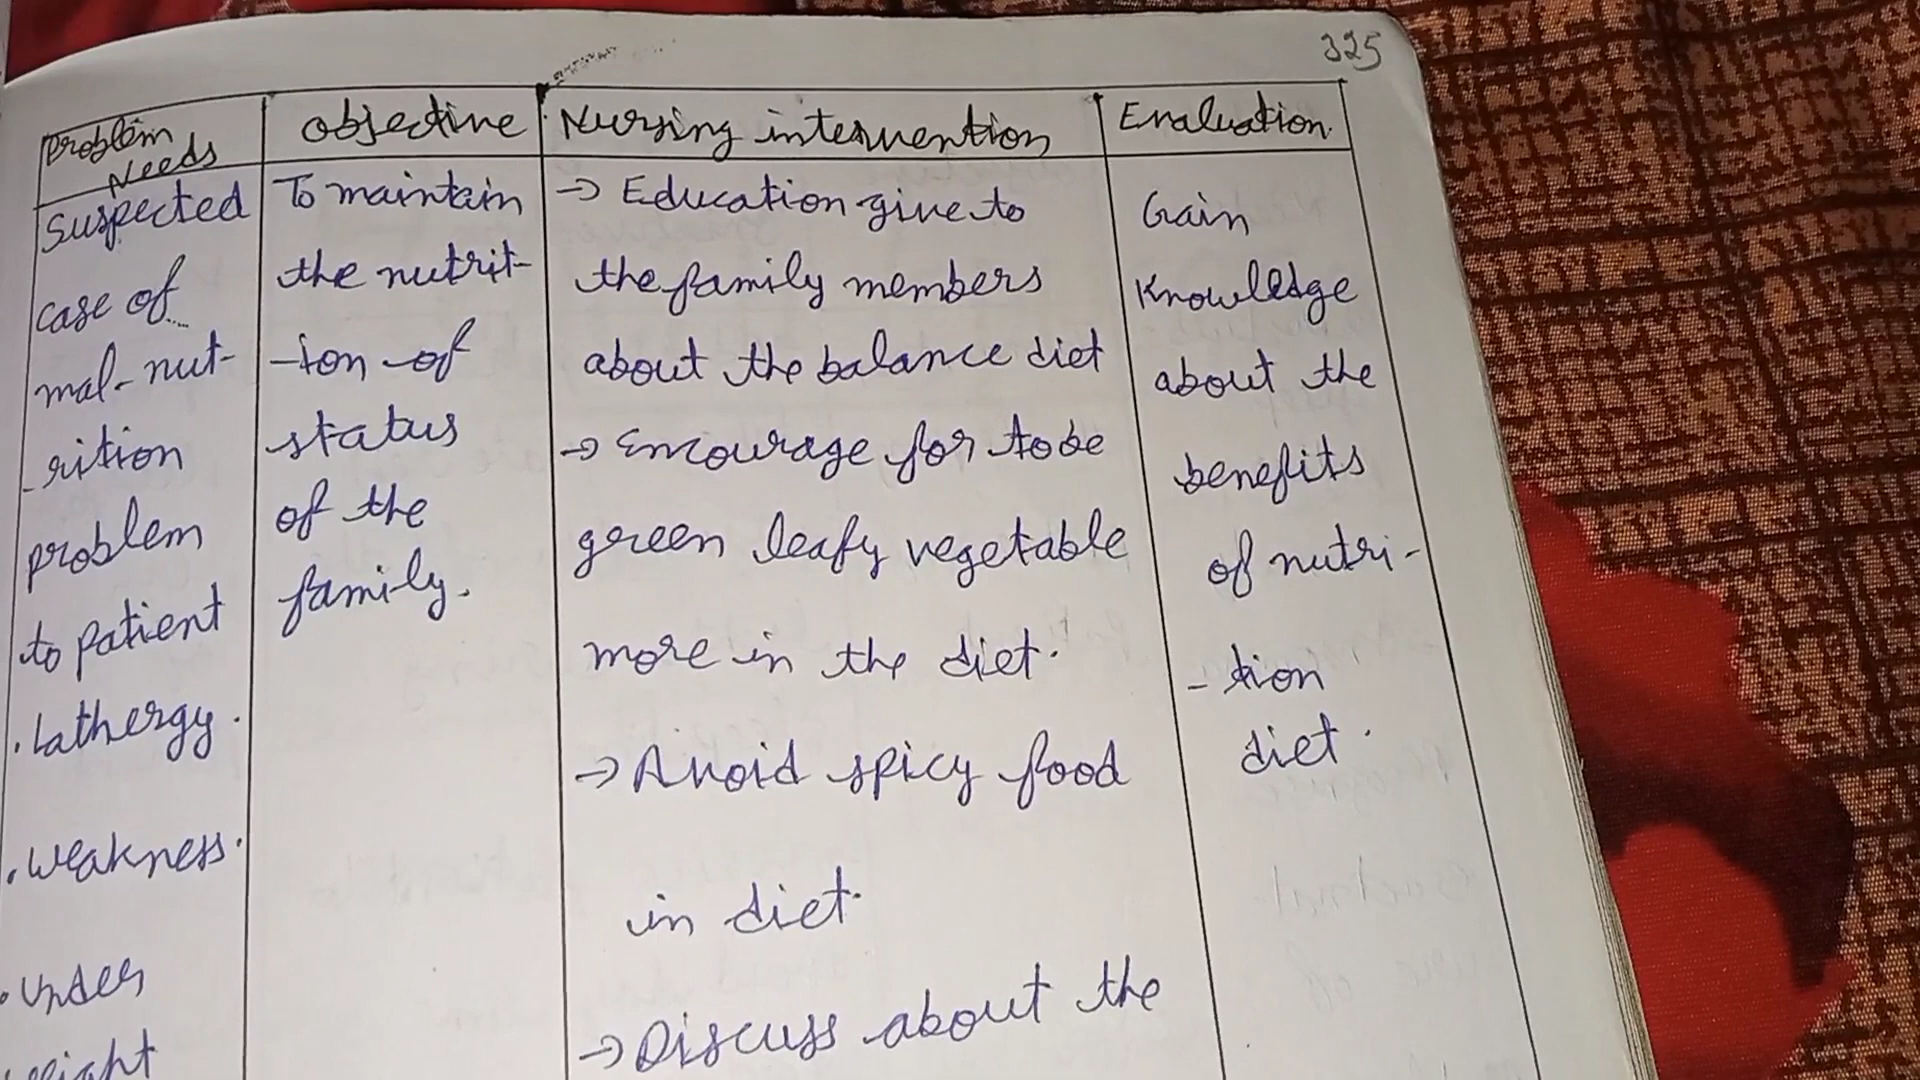 325
Problem
Needs
Objective
Nursing intervention
Evaluation.
Suspected
case of
mal-nut-
-rition
problem
to patient
. Lathergy.
. Weakness.
. Under
weight
To maintain
the nutrit-
-ion of
status
of the
family.
→ Education give to
the family members
about the balance diet
→ Encourage for to be
green leafy vegetable
more in the diet.
→ Avoid spicy food
in diet.
→ Discuss about the
Gain
Knowledge
about the
benefits
of nutri-
-tion
diet.